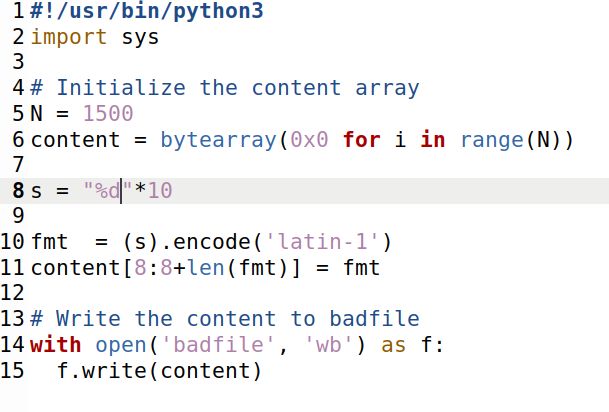 1 #!/usr/bin/python3
2 import sys
3
4 # Initialize the content array
5 N = 1500
6 content = bytearray(0x0 for i in range(N))
7
8 s = "%d"*10
9
10 fmt  = (s).encode('latin-1')
11 content[8:8+len(fmt)] = fmt
12
13 # Write the content to badfile
14 with open('badfile', 'wb') as f:
15   f.write(content)